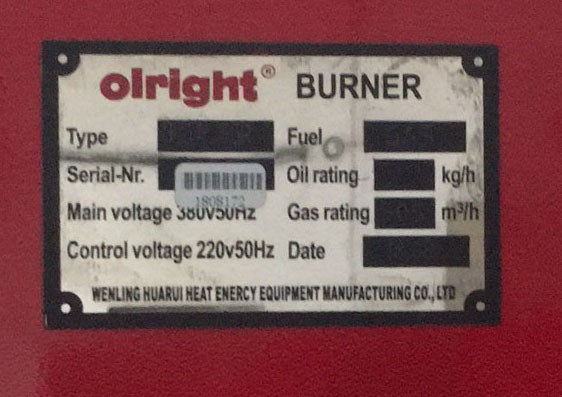 olright® BURNER
Type Fuel
Serial-Nr. Oil rating kg/h
1808172
Main voltage 380v50Hz Gas rating m³/h
Control voltage 220v50Hz Date
WENLING HUARUI HEAT ENERCY EQUIPMENT MANUFACTURING CO., LTD